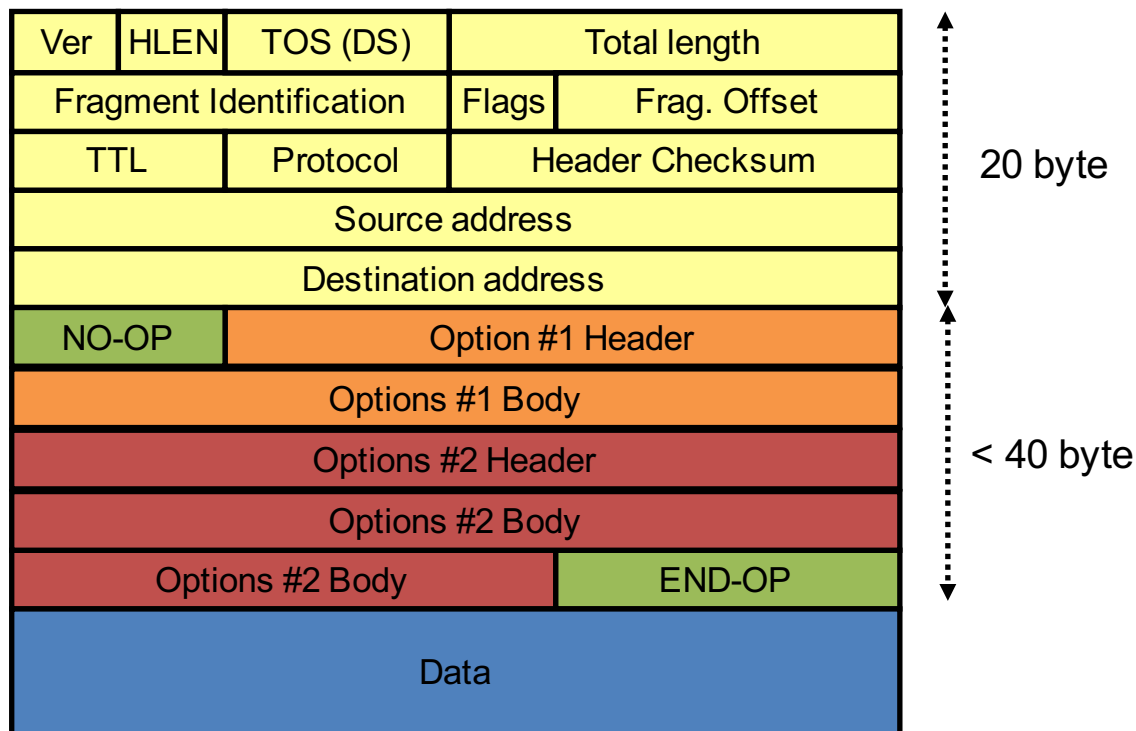 Ver HLEN TOS (DS) Total length
Fragment Identification Flags Frag. Offset
TTL Protocol Header Checksum
20 byte
Source address
Destination address
NO-OP Option #1 Header
Options #1 Body
Options #2 Header
< 40 byte
Options #2 Body
Options #2 Body END-OP
Data